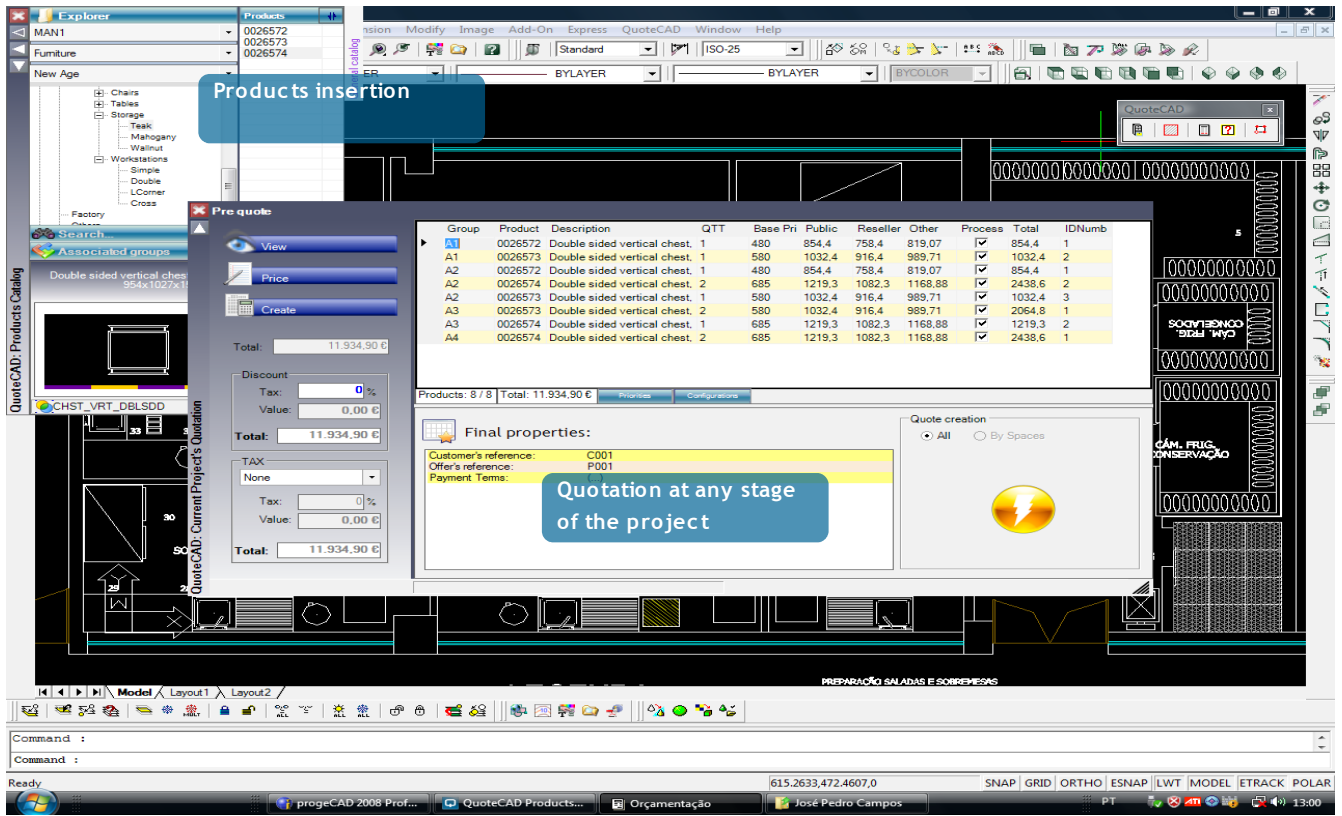 Explorer
Products
MAN1
Furniture
New Age
0026572
0026573
0026574
Modify Image Add-On Express QuoteCAD Window Help
Standard
ISO-25
BYLAYER
BYLAYER
BYCOLOR
Products insertion
Chairs
Tables
Storage
Teak
Mahogany
Wallnut
Workstations
Simple
Double
LCorner
Cross
Factory
Search...
Associated groups
QuoteCAD: Products Catalog
CHST_VRT_DBLSDD
QuoteCAD
Pre quote
View
Price
Create
Total: 11.934,90 €
Discount
Tax: 0 %
Value: 0,00 €
Total: 11.934,90 €
TAX
None
Tax: 0 %
Value: 0,00 €
Total: 11.934,90 €
QuoteCAD: Current Project's Quotation
Group Product Description QTT Base Pri Public Reseller Other Process Total IDNumb
A1 0026572 Double sided vertical chest, 1 480 854,4 758,4 819,07 854,4 1
A1 0026573 Double sided vertical chest, 1 580 1032,4 916,4 989,71 1032,4 2
A2 0026572 Double sided vertical chest, 1 480 854,4 758,4 819,07 854,4 1
A2 0026574 Double sided vertical chest, 2 685 1219,3 1082,3 1168,88 2438,6 2
A2 0026573 Double sided vertical chest, 1 580 1032,4 916,4 989,71 1032,4 3
A3 0026573 Double sided vertical chest, 2 580 1032,4 916,4 989,71 2064,8 1
A3 0026574 Double sided vertical chest, 1 685 1219,3 1082,3 1168,88 1219,3 2
A4 0026574 Double sided vertical chest, 2 685 1219,3 1082,3 1168,88 2438,6 1
Products: 8 / 8 Total: 11.934,90 € Priorities Configurations
Final properties:
Customer's reference: C001
Offer's reference: P001
Payment Terms: (...)
Quotation at any stage
of the project
Quote creation
All By Spaces
5
CAM. FRIG.
CONGELADOS
CÁM. FRIG.
33
30
29
PREPARAÇÃO SALADAS E SOBREMESAS
Model Layout1 Layout2
Command :
Command :
Ready
615.2633,472.4607,0
SNAP GRID ORTHO ESNAP LWT MODEL ETRACK POLAR
progeCAD 2008 Prof... QuoteCAD Products... Orçamentação José Pedro Campos PT 13:00